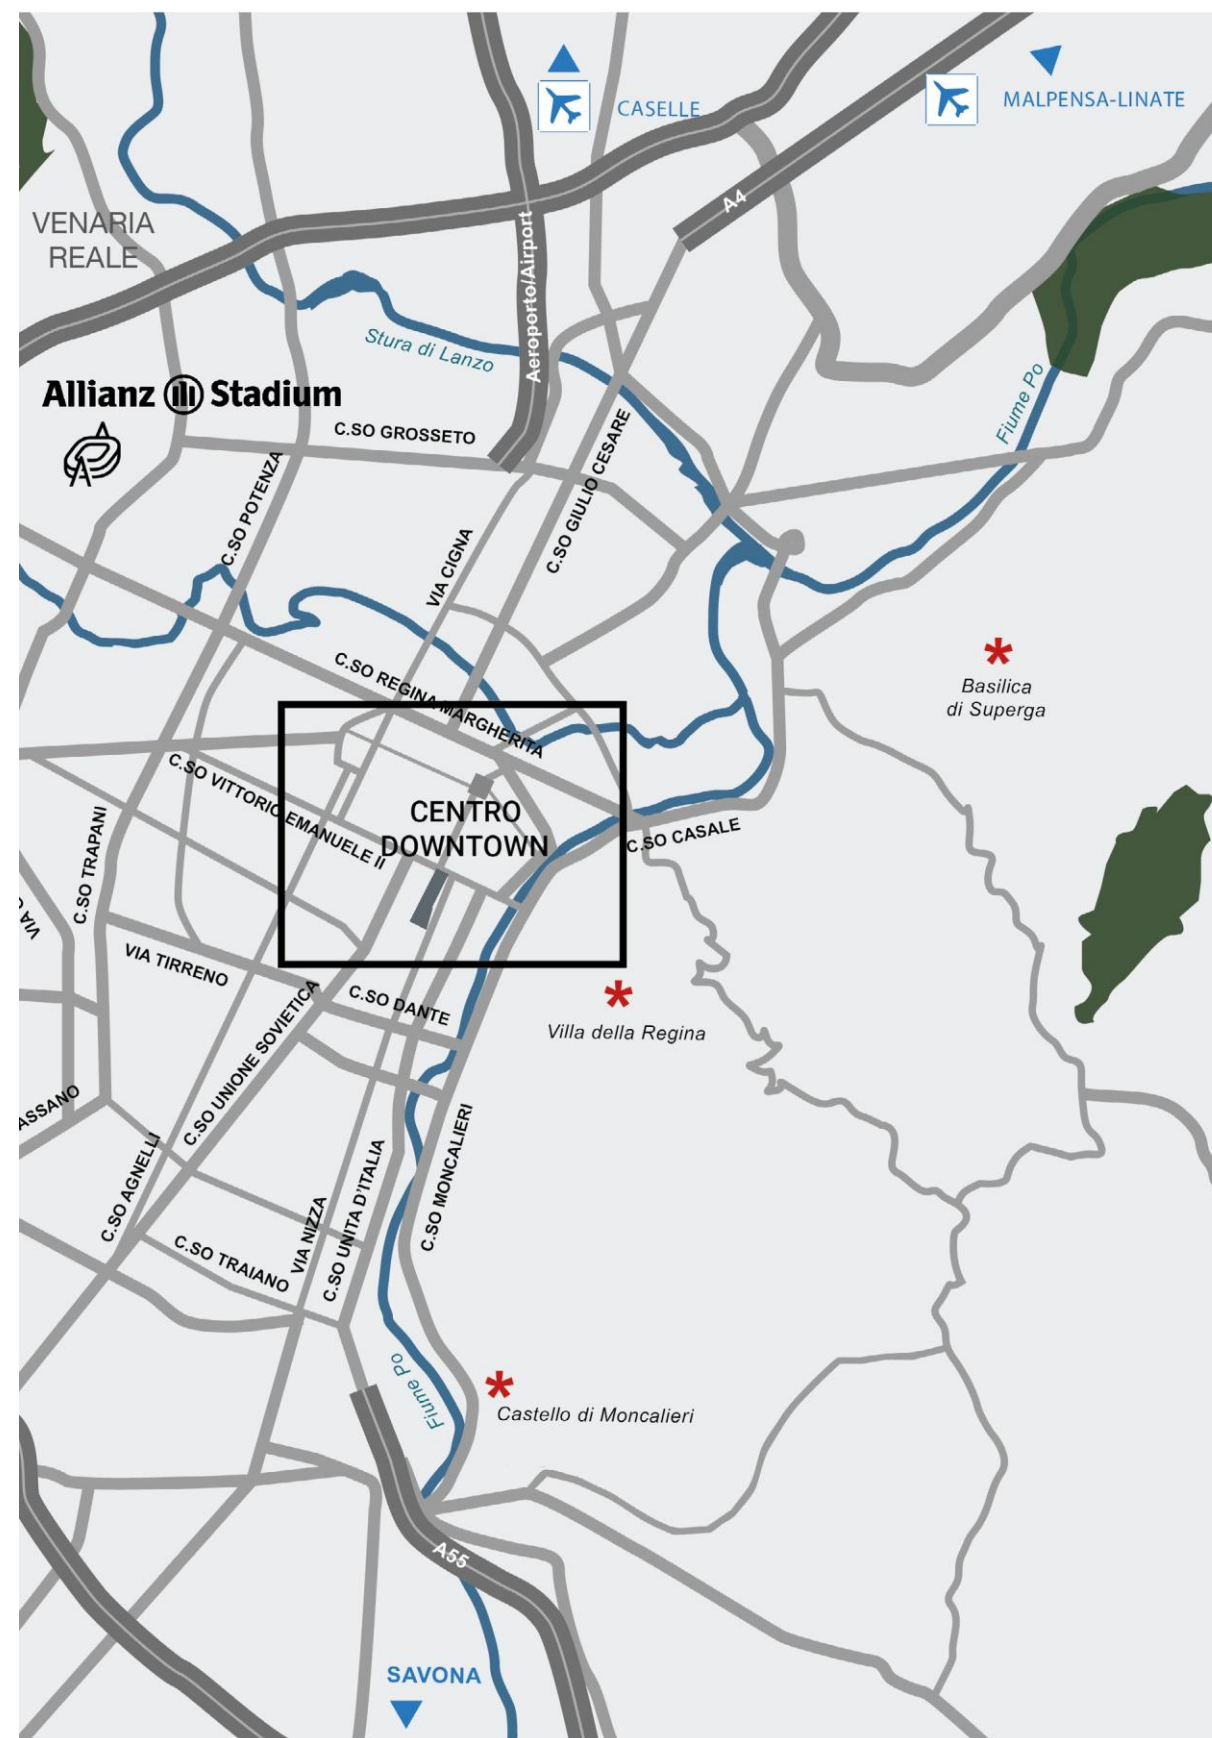 CASELLE
MALPENSA-LINATE
A4
VENARIA
REALE
Aeroporto/Airport
Stura di Lanzo
Fiume Po
Allianz Stadium
C.SO GROSSETO
C.SO GIULIO CESARE
C.SO POTENZA
VIA CIGNA
C.SO REGINA MARGHERITA
Basilica
di Superga
C.SO VITTORIO EMANUELE II
CENTRO
DOWNTOWN
C.SO CASALE
C.SO TRAPANI
VIA TIRRENO
C.SO DANTE
Villa della Regina
C.SO UNIONE SOVIETICA
ASSANO
C.SO AGNELLI
C.SO MONCALIERI
VIA NIZZA
C.SO UNITA D'ITALIA
C.SO TRAIANO
Fiume Po
Castello di Moncalieri
A55
SAVONA